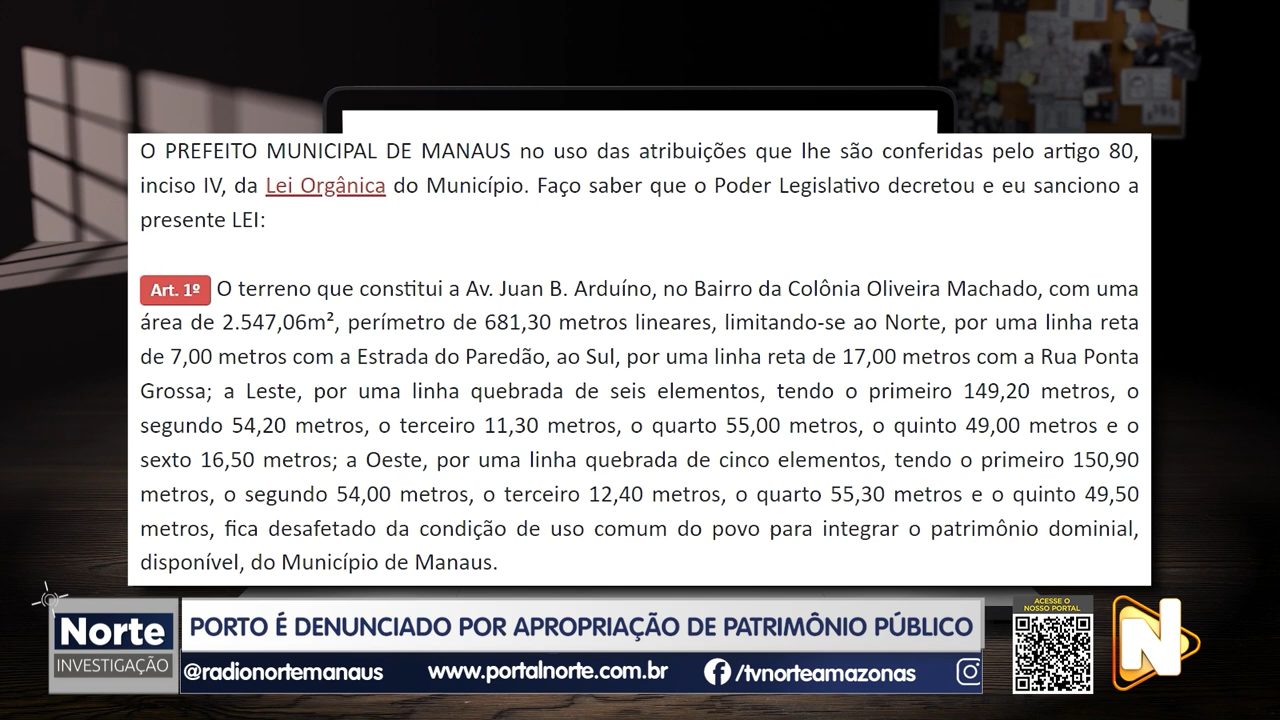 O PREFEITO MUNICIPAL DE MANAUS no uso das atribuições que lhe são conferidas pelo artigo 80,
inciso IV, da Lei Orgânica do Município. Faço saber que o Poder Legislativo decretou e eu sanciono a
presente LEI:
Art. 1º O terreno que constitui a Av. Juan B. Arduíno, no Bairro da Colônia Oliveira Machado, com uma
área de 2.547,06m², perímetro de 681,30 metros lineares, limitando-se ao Norte, por uma linha reta
de 7,00 metros com a Estrada do Paredão, ao Sul, por uma linha reta de 17,00 metros com a Rua Ponta
Grossa; a Leste, por uma linha quebrada de seis elementos, tendo o primeiro 149,20 metros, o
segundo 54,20 metros, o terceiro 11,30 metros, o quarto 55,00 metros, o quinto 49,00 metros e o
sexto 16,50 metros; a Oeste, por uma linha quebrada de cinco elementos, tendo o primeiro 150,90
metros, o segundo 54,00 metros, o terceiro 12,40 metros, o quarto 55,30 metros e o quinto 49,50
metros, fica desafetado da condição de uso comum do povo para integrar o patrimônio dominial,
disponível, do Município de Manaus.
Norte
INVESTIGAÇÃO
PORTO É DENUNCIADO POR APROPRIAÇÃO DE PATRIMÔNIO PÚBLICO
@radionortemanaus www.portalnorte.com.br /tvnorteamazonas
ACESSE O
NOSSO PORTAL
N